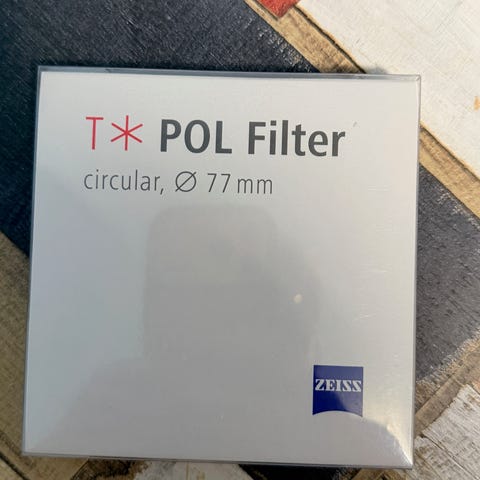 T* POL Filter
circular, Ø 77 mm
ZEISS